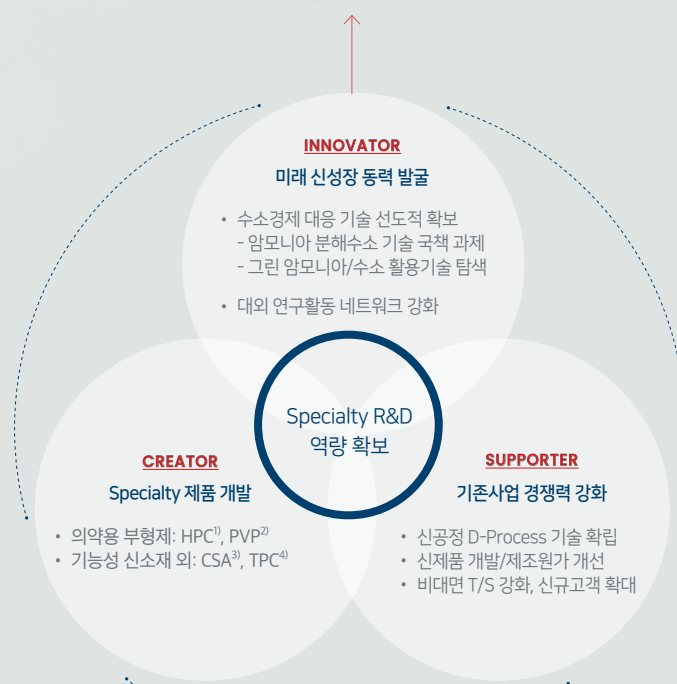 INNOVATOR
미래 신성장 동력 발굴
• 수소경제 대응 기술 선도적 확보
- 암모니아 분해수소 기술 국책 과제
- 그린 암모니아/수소 활용기술 탐색
• 대외 연구활동 네트워크 강화
Specialty R&D
역량 확보
CREATOR
Specialty 제품 개발
• 의약용 부형제: HPC1), PVP2)
• 기능성 신소재 외: CSA3), TPC4)
SUPPORTER
기존사업 경쟁력 강화
• 신공정 D-Process 기술 확립
• 신제품 개발/제조원가 개선
• 비대면 T/S 강화, 신규고객 확대